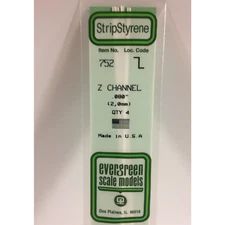 StripStyrene
Item No. Loc. Code
752
Z CHANNEL
.080"
(2,0mm)
QTY 4
Made in U.S.A
evergreen
scale models
Des Plaines, IL 60018